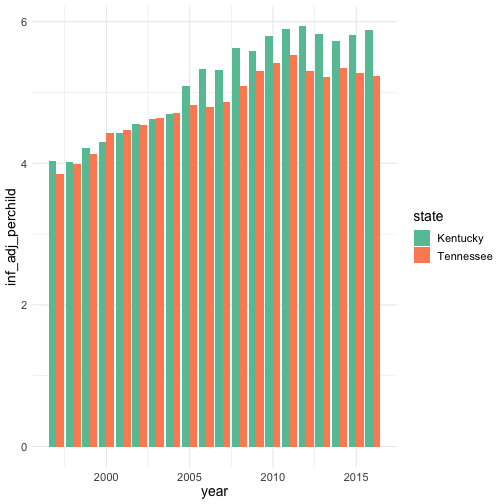 6
4
2
0
inf_adj_perchild
2000 2005 2010 2015
year
state
Kentucky
Tennessee